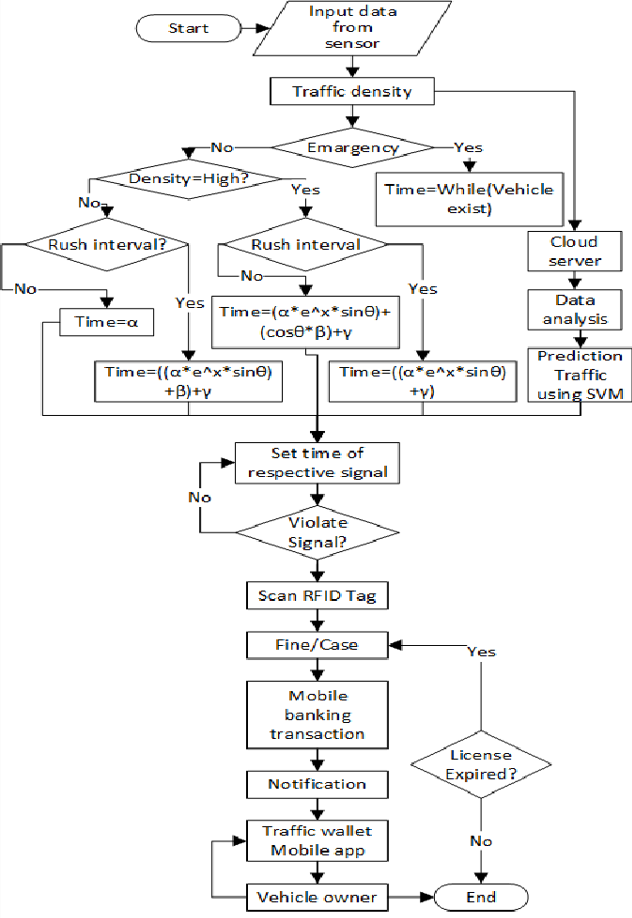 Start
Input data
from
sensor
Traffic density
Emargency
No
Yes
Density=High?
Time=While(Vehicle
exist)
No
Yes
Rush interval?
Rush interval
Cloud
server
No
No
Yes
Yes
Time=α
Time=(α*e^x*sinθ)+
(cosθ*β)+γ
Data
analysis
Time=((α*e^x*sinθ)
+β)+γ
Time=((α*e^x*sinθ)
+γ)
Prediction
Traffic
using SVM
Set time of
respective signal
No
Violate
Signal?
Scan RFID Tag
Fine/Case
Yes
Mobile
banking
transaction
License
Expired?
Notification
Traffic wallet
Mobile app
No
Vehicle owner
End